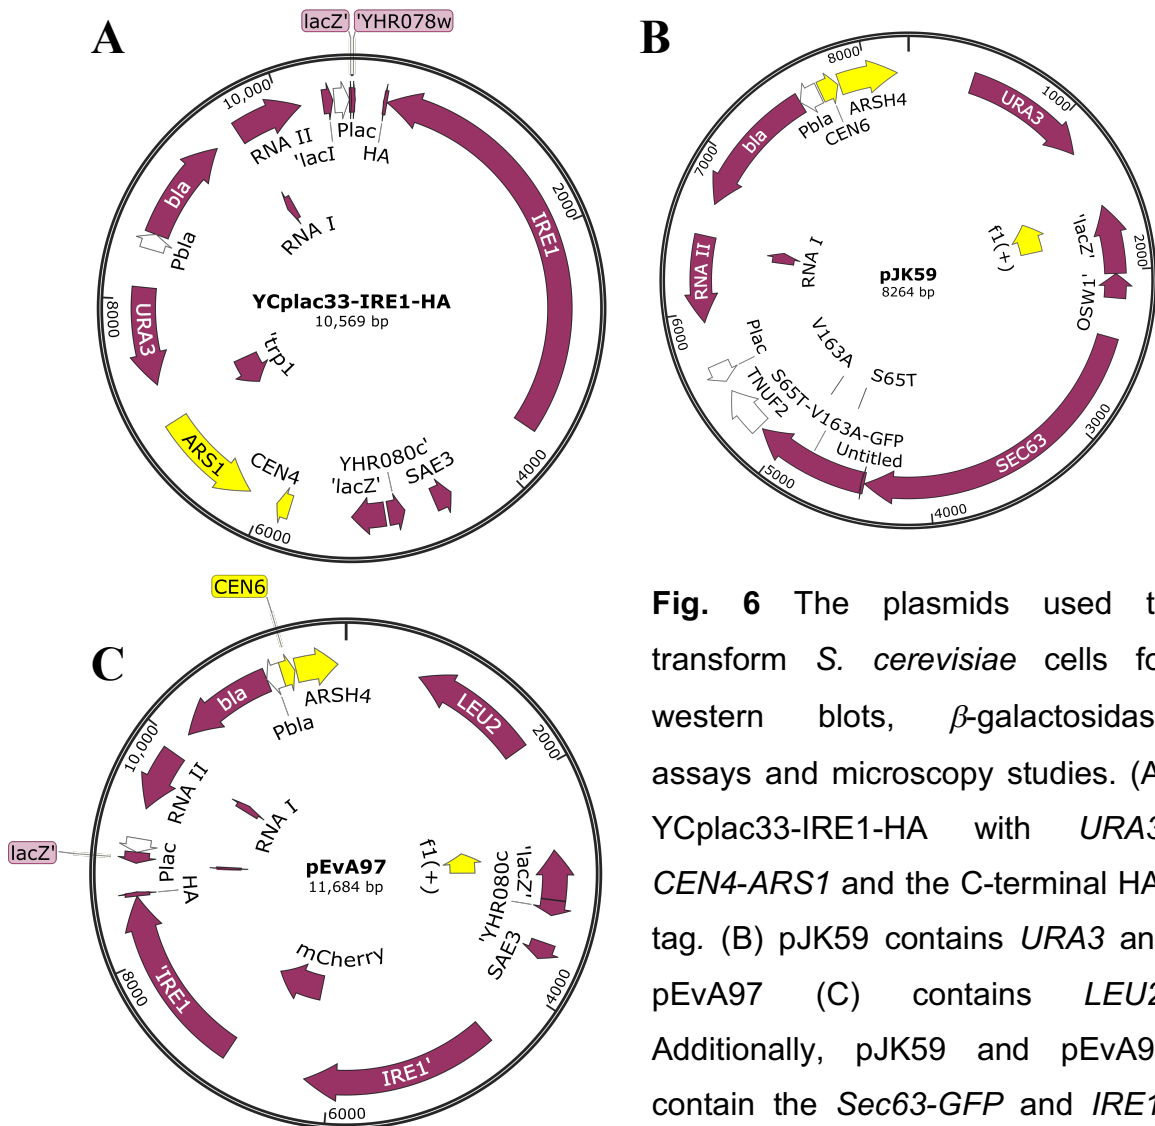 A
lacZ' 'YHR078w
10,000
RNA II
'lacI
Plac
HA
bla
Pbla
RNA I
2000
IRE1
YCplac33-IRE1-HA
10,569 bp
8000
URA3
'trp1
ARS1
CEN4
YHR080c'
'lacZ'
SAE3
4000
6000
B
8000
ARSH4
CEN6
Pbla
bla
7000
URA3
1000
'lacZ'
2000
f1(+)
OSW1'
RNA I
RNA II
pJK59
8264 bp
6000
Plac
TNUF2
V163A
S65T
S65T-V163A-GFP
Untitled
SEC63
3000
5000
4000
CEN6
C
ARSH4
Pbla
bla
LEU2
2000
10,000
RNA II
RNA I
lacZ'
Plac
HA
pEvA97
11,684 bp
f1(+)
'lacZ'
'YHR080c
SAE3
4000
mCherry
'IRE1
8000
IRE1'
6000
Fig. 6 The plasmids used t
transform S. cerevisiae cells fo
western blots, β-galactosidas
assays and microscopy studies. (A
YCplac33-IRE1-HA with URA3
CEN4-ARS1 and the C-terminal HA
tag. (B) pJK59 contains URA3 an
pEvA97 (C) contains LEU2
Additionally, pJK59 and pEvA9
contain the Sec63-GFP and IRE1